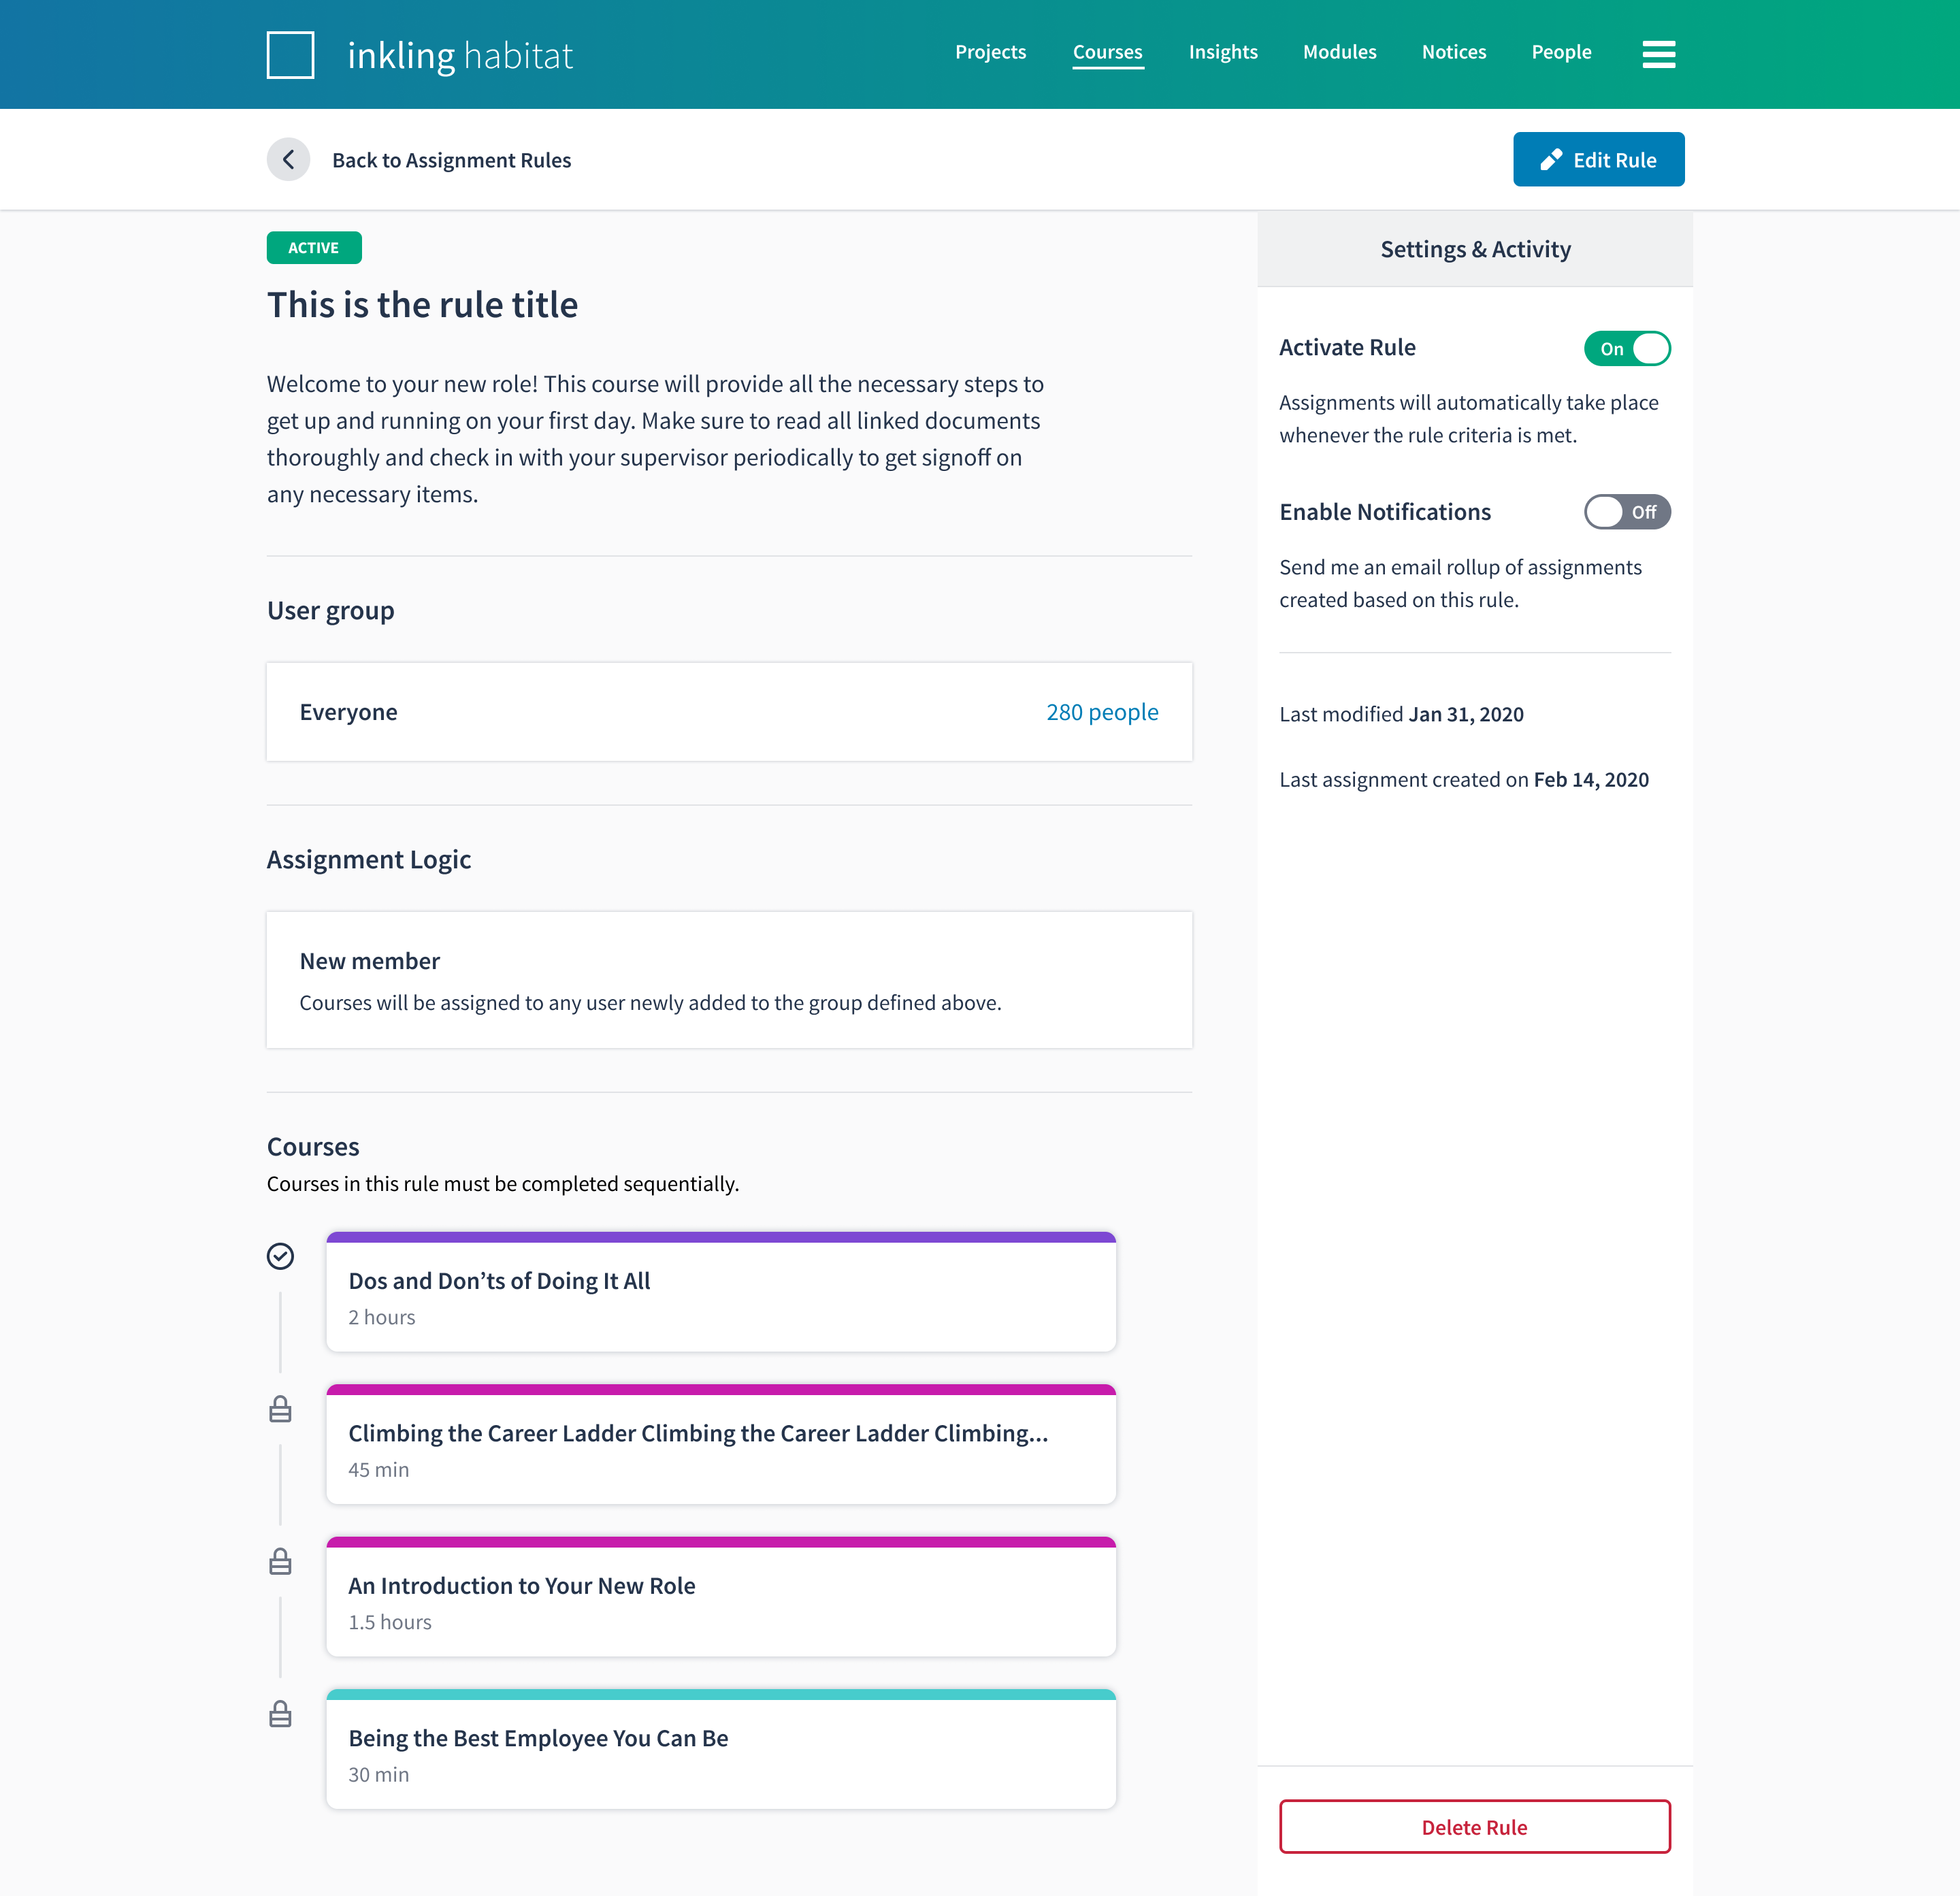 inkling habitat
Projects
Courses
Insights
Modules
Notices
People
Back to Assignment Rules
Edit Rule
ACTIVE
This is the rule title
Welcome to your new role! This course will provide all the necessary steps to
get up and running on your first day. Make sure to read all linked documents
thoroughly and check in with your supervisor periodically to get signoff on
any necessary items.
User group
Everyone
280 people
Assignment Logic
New member
Courses will be assigned to any user newly added to the group defined above.
Courses
Courses in this rule must be completed sequentially.
Dos and Don’ts of Doing It All
2 hours
Climbing the Career Ladder Climbing the Career Ladder Climbing...
45 min
An Introduction to Your New Role
1.5 hours
Being the Best Employee You Can Be
30 min
Settings & Activity
Activate Rule
On
Assignments will automatically take place
whenever the rule criteria is met.
Enable Notifications
Off
Send me an email rollup of assignments
created based on this rule.
Last modified Jan 31, 2020
Last assignment created on Feb 14, 2020
Delete Rule